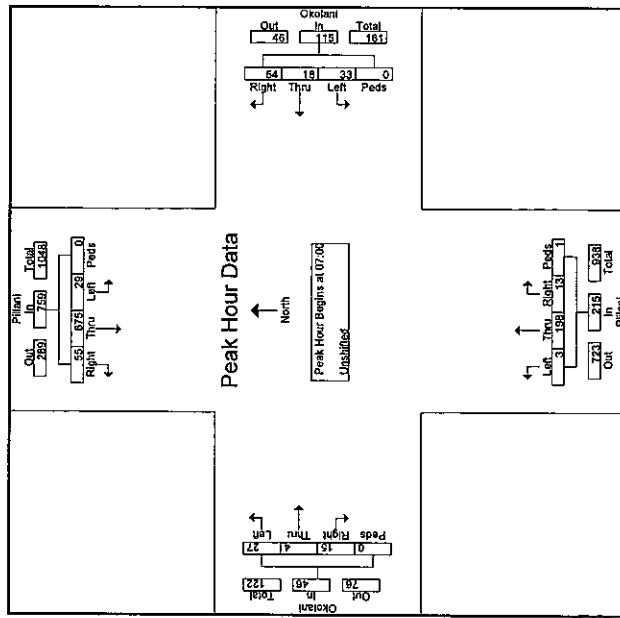 Okolani
Out In Total
46 115 161
64 18 33 0
Right Thru Left Peds
Pillani
Out In Total
289 759 1048
55 675 29 0
Right Thru Left Peds
Peak Hour Data
North
Peak Hour Begins at 07:00
Unshifted
Left Thru Right Peds
3 198 13 1
723 215 938
Out In Total
Pillani
Left Thru Right Peds
27 4 15 0
122 46 76
Total In Out
Okolani